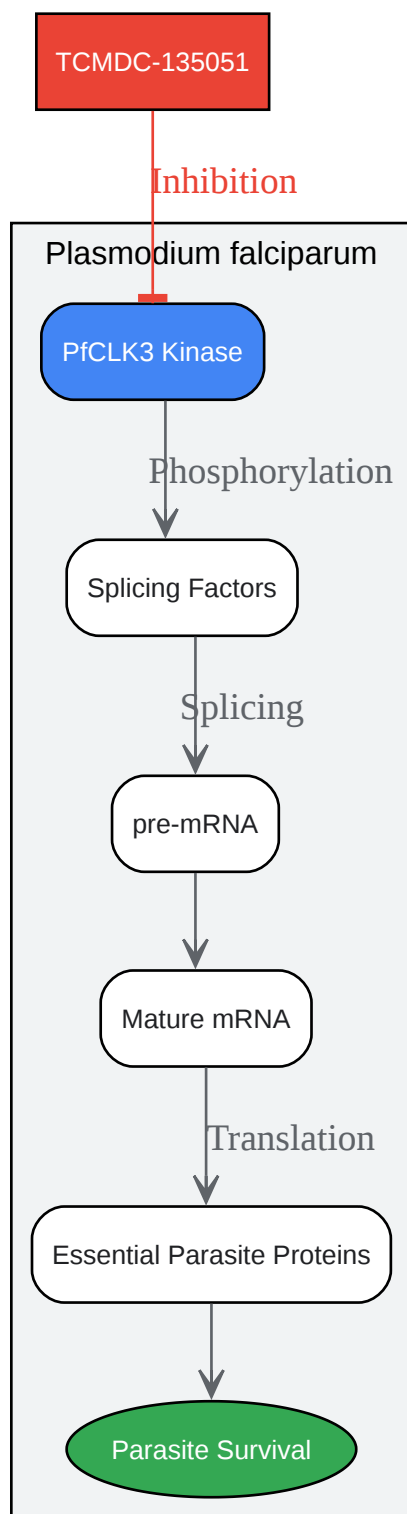 TCMDC-135051
Inhibition
Plasmodium falciparum
PfCLK3 Kinase
Phosphorylation
Splicing Factors
Splicing
pre-mRNA
Mature mRNA
Translation
Essential Parasite Proteins
Parasite Survival